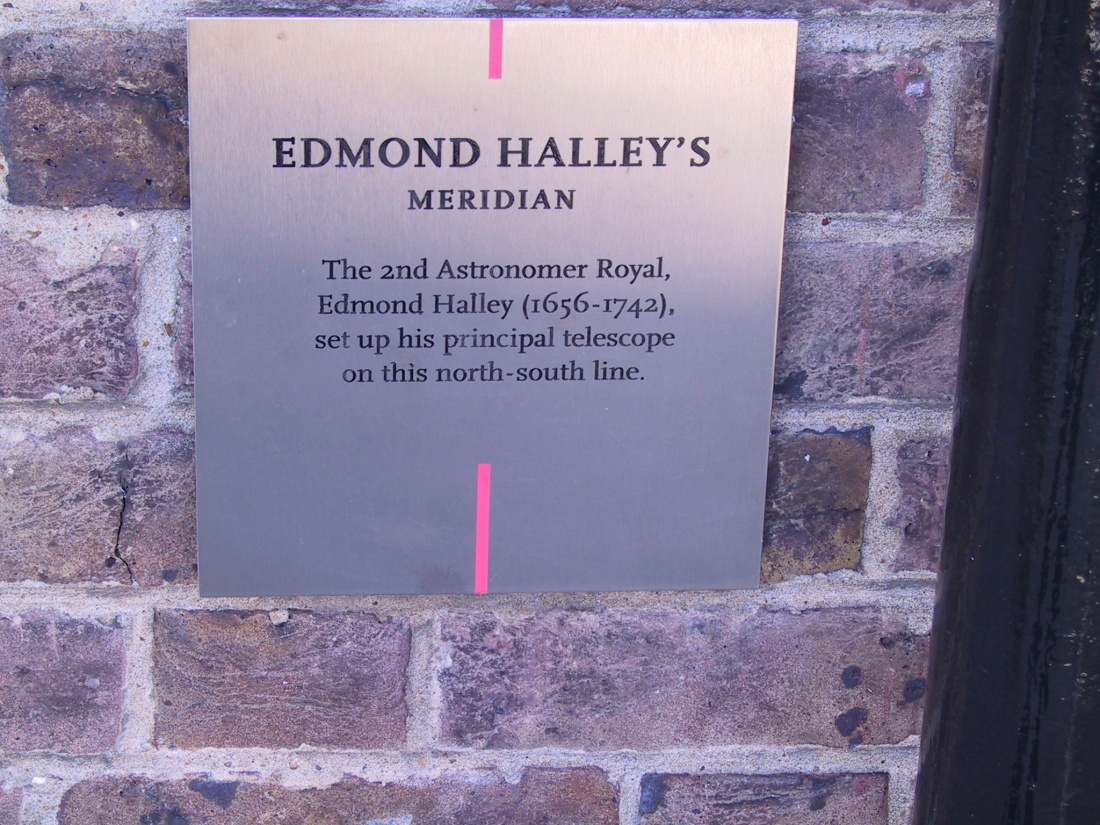 EDMOND HALLEY'S
MERIDIAN
The 2nd Astronomer Royal,
Edmond Halley (1656-1742),
set up his principal telescope
on this north-south line.